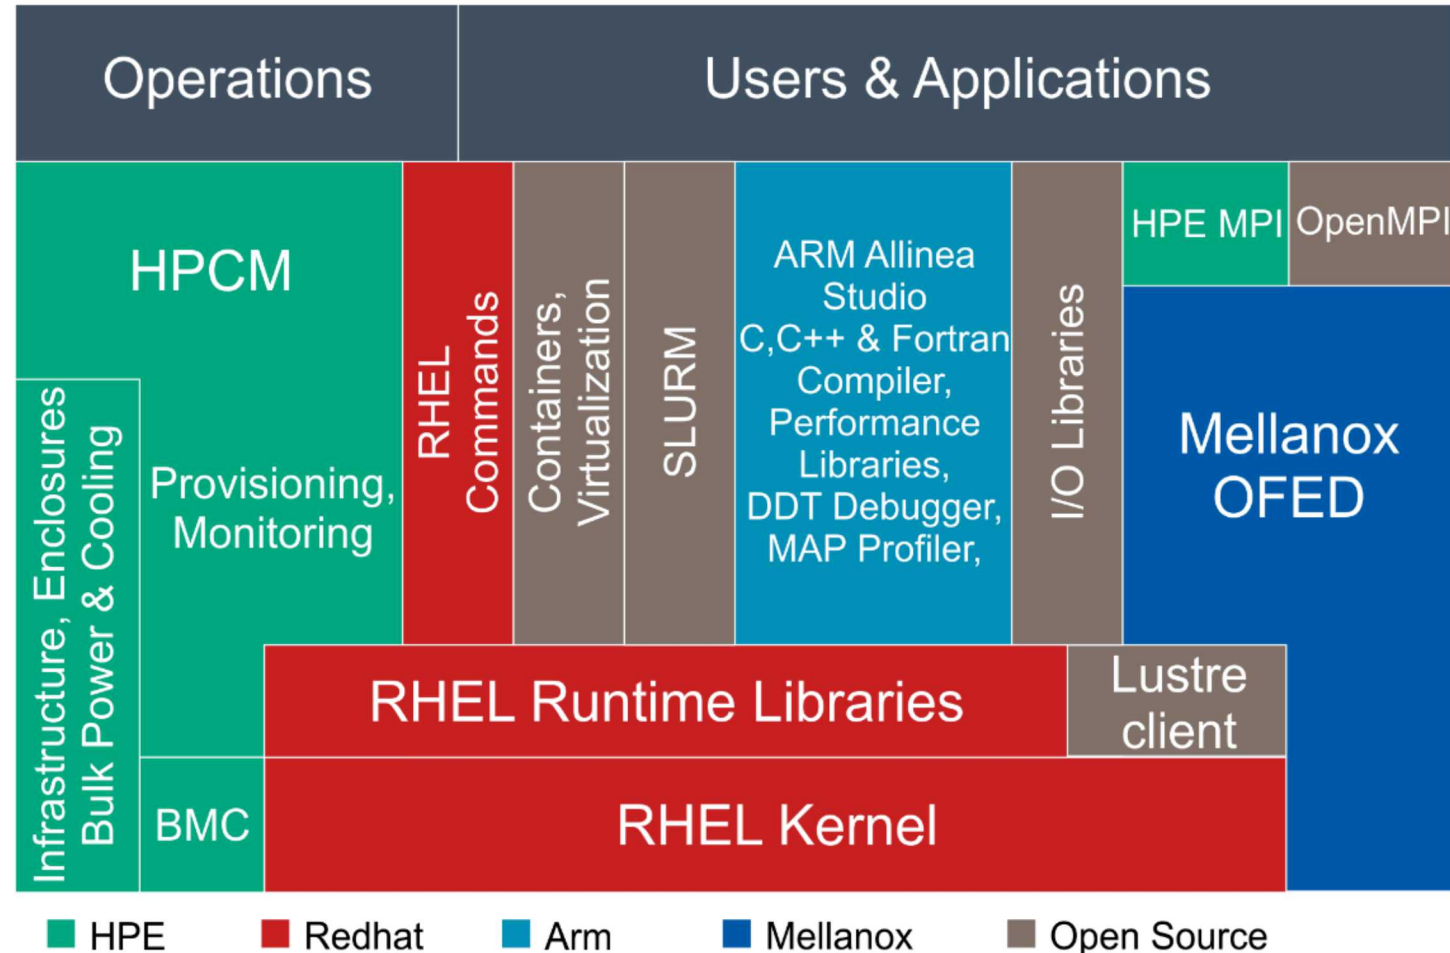 Operations
Users & Applications
HPCM
Provisioning,
Monitoring
Infrastructure, Enclosures
Bulk Power & Cooling
BMC
RHEL
Commands
Containers,
Virtualization
SLURM
ARM Allinea
Studio
C,C++ & Fortran
Compiler,
Performance
Libraries,
DDT Debugger,
MAP Profiler,
I/O Libraries
HPE MPI
OpenMPI
Mellanox
OFED
RHEL Runtime Libraries
Lustre
client
RHEL Kernel
HPE
Redhat
Arm
Mellanox
Open Source